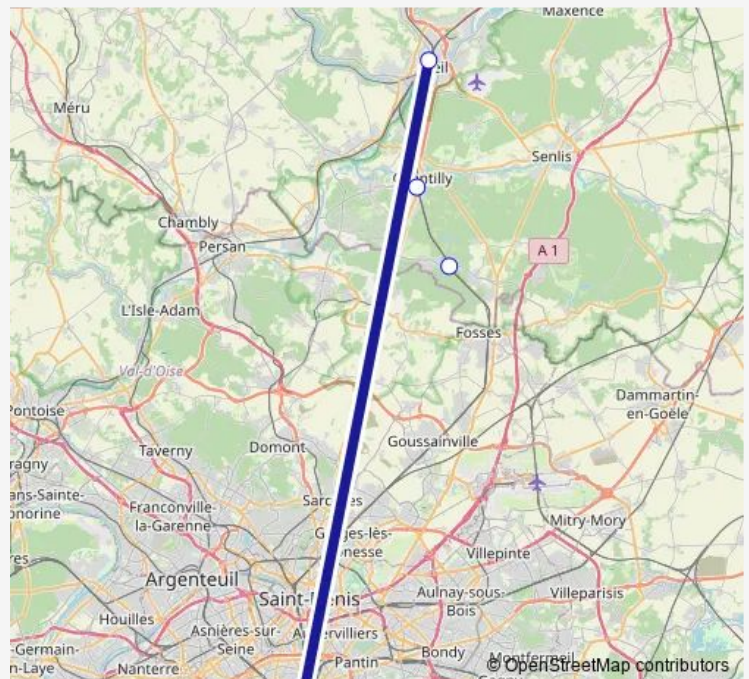 Maxence
Méru
Senlis
Chambly
Persan
A 1
L'Isle-Adam
Fosses
Val-d'Oise
Dammartin-
en-Goële
Pontoise
Goussainville
Taverny
Domont
Franconville-
la-Garenne
Mitry-Mory
Villepinte
Argenteuil
Aulnay-sous-
Bois
Villeparisis
Houilles
Asnières-sur-
Seine
Bondy
Montfermeil
Nanterre
Pantin
© OpenStreetMap contributors